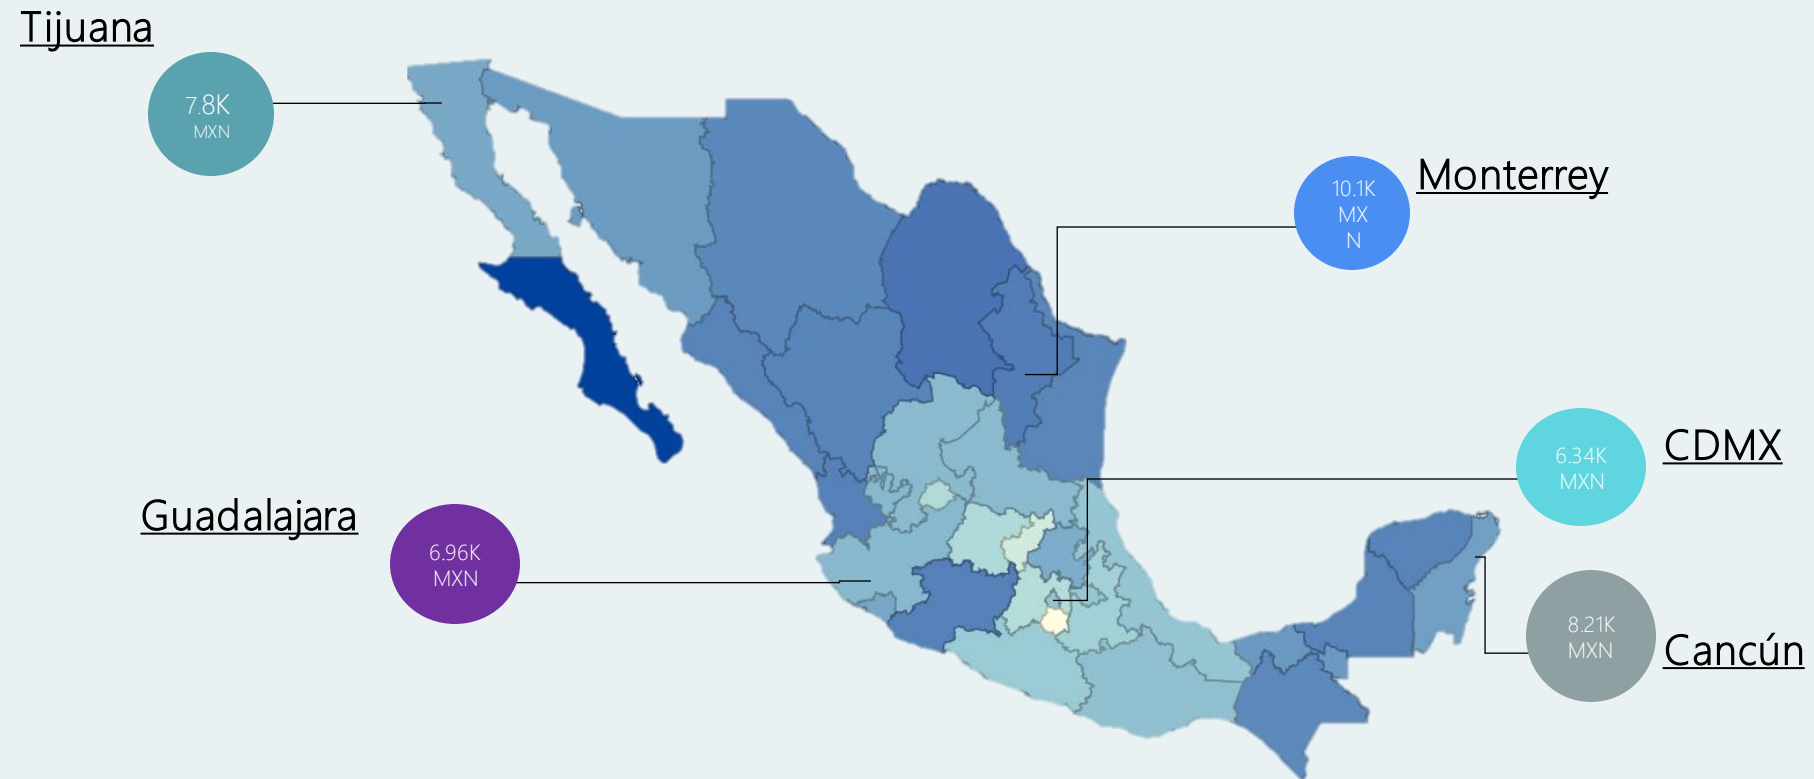 Tijuana
7.8K
MXN
Monterrey
10.1K
MX
N
CDMX
6.34K
MXN
Guadalajara
6.96K
MXN
8.21K
MXN
Cancún